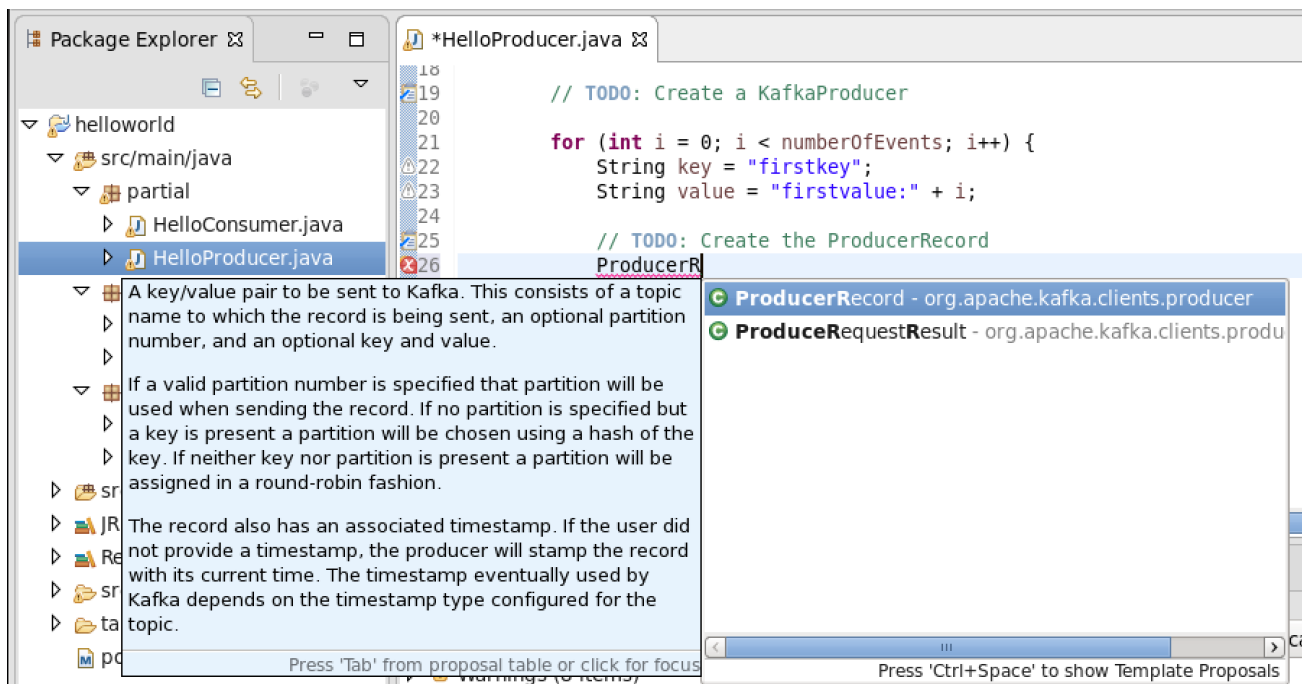 Package Explorer
*HelloProducer.java
helloworld
src/main/java
partial
HelloConsumer.java
HelloProducer.java
18
19 // TODO: Create a KafkaProducer
20
21 for (int i = 0; i < numberOfEvents; i++) {
22 String key = "firstkey";
23 String value = "firstvalue:" + i;
24
25 // TODO: Create the ProducerRecord
26 ProducerR
A key/value pair to be sent to Kafka. This consists of a topic
name to which the record is being sent, an optional partition
number, and an optional key and value.
If a valid partition number is specified that partition will be
used when sending the record. If no partition is specified but
a key is present a partition will be chosen using a hash of the
key. If neither key nor partition is present a partition will be
assigned in a round-robin fashion.
The record also has an associated timestamp. If the user did
not provide a timestamp, the producer will stamp the record
with its current time. The timestamp eventually used by
Kafka depends on the timestamp type configured for the
topic.
Press 'Tab' from proposal table or click for focus
ProducerRecord - org.apache.kafka.clients.producer
ProduceRequestResult - org.apache.kafka.clients.produ
Press 'Ctrl+Space' to show Template Proposals
sr
JR
Re
sr
ta
po
Warnings (8 items)